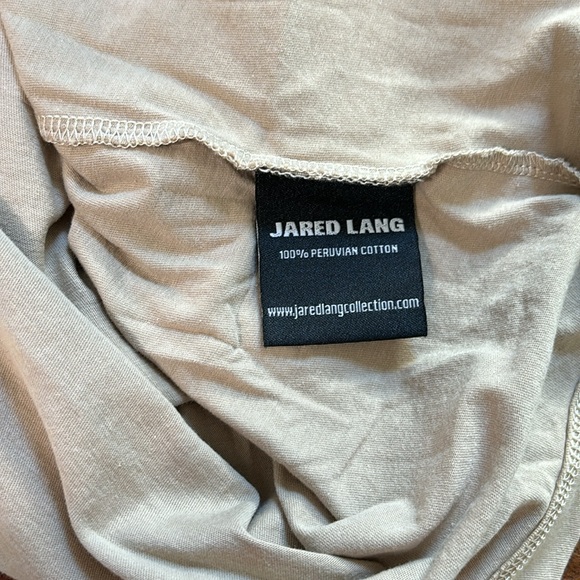 JARED LANG
100% PERUVIAN COTTON
www.jaredlangcollection.com